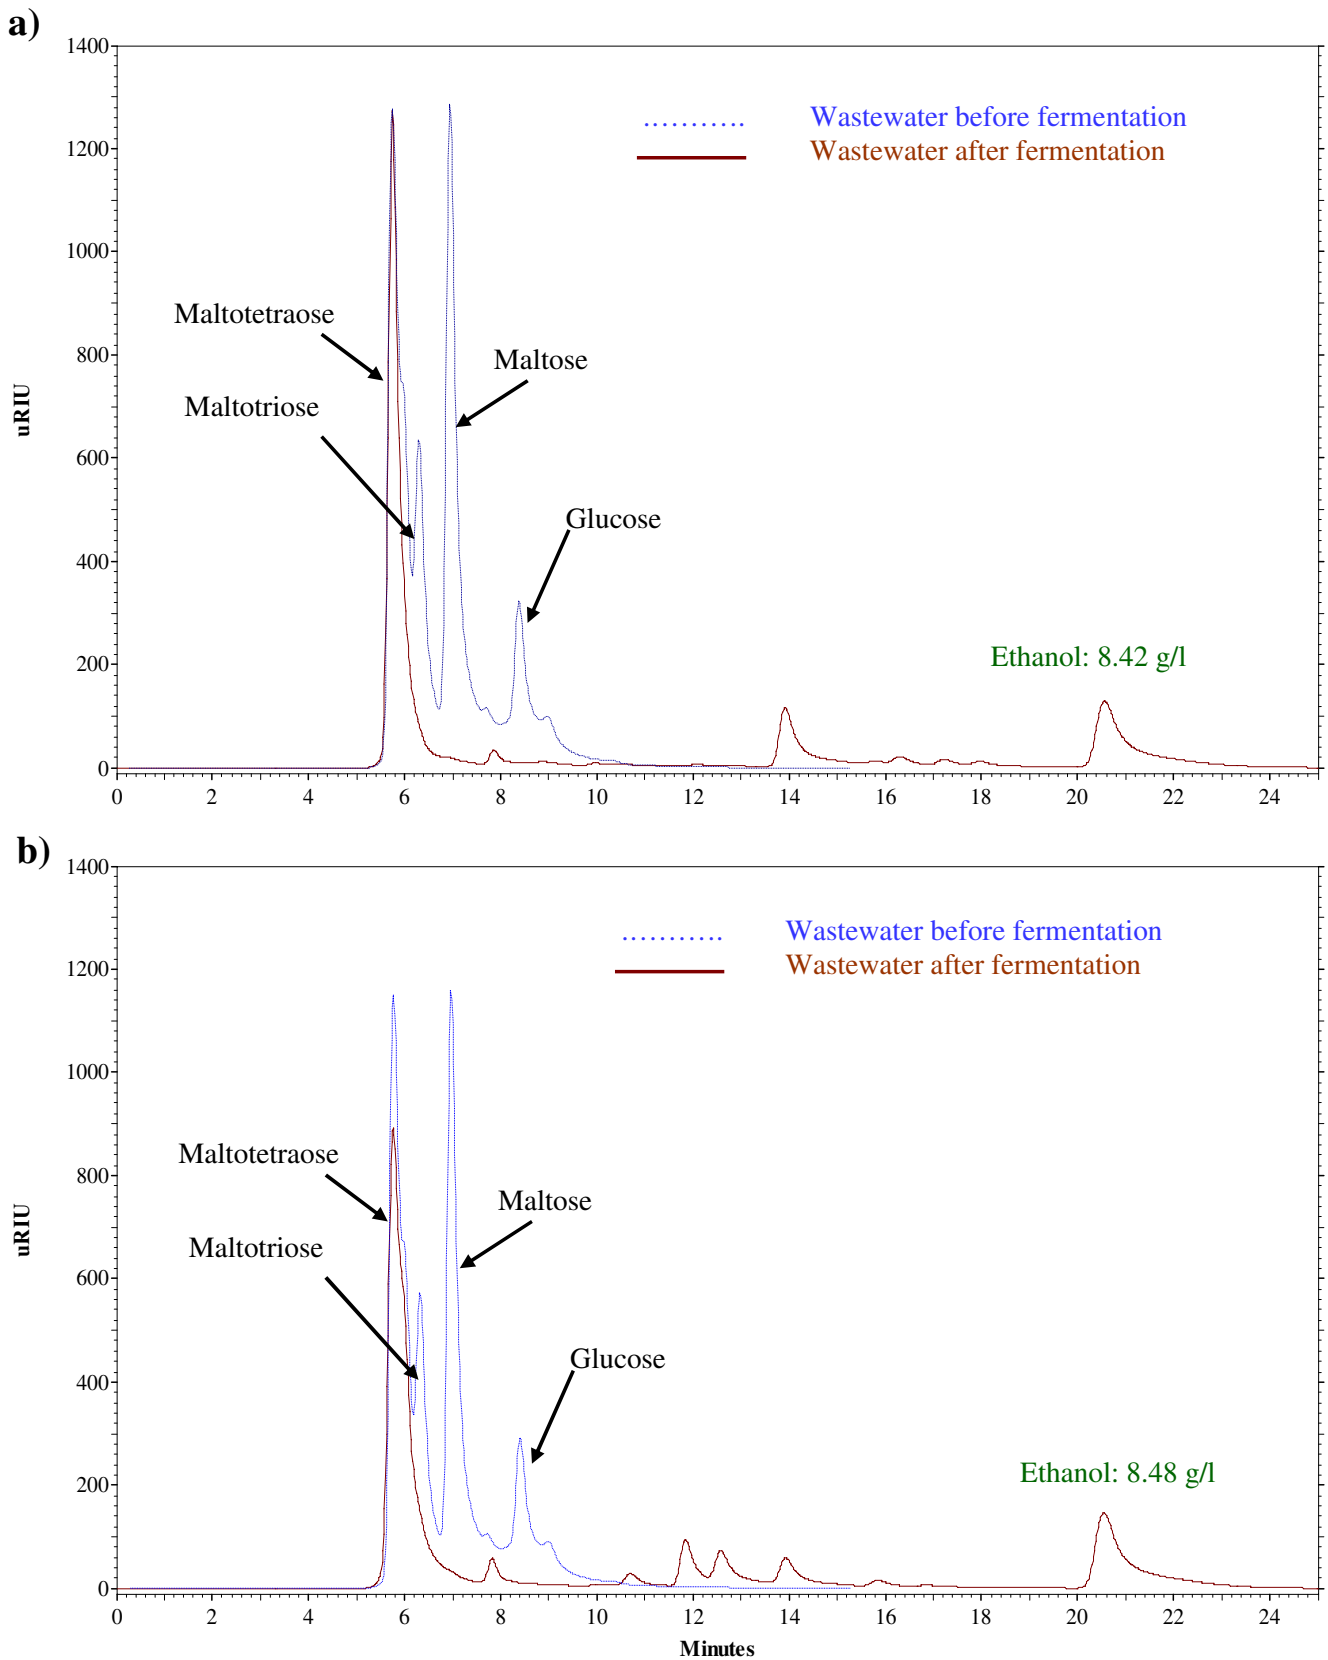 a)
1400
1200
1000
800
600
400
200
0
uRIU
Wastewater before fermentation
Wastewater after fermentation
Maltotetraose
Maltose
Maltotriose
Glucose
Ethanol: 8.42 g/l
0 2 4 6 8 10 12 14 16 18 20 22 24
b)
1400
1200
1000
800
600
400
200
0
uRIU
Wastewater before fermentation
Wastewater after fermentation
Maltotetraose
Maltose
Maltotriose
Glucose
Ethanol: 8.48 g/l
0 2 4 6 8 10 12 14 16 18 20 22 24
Minutes